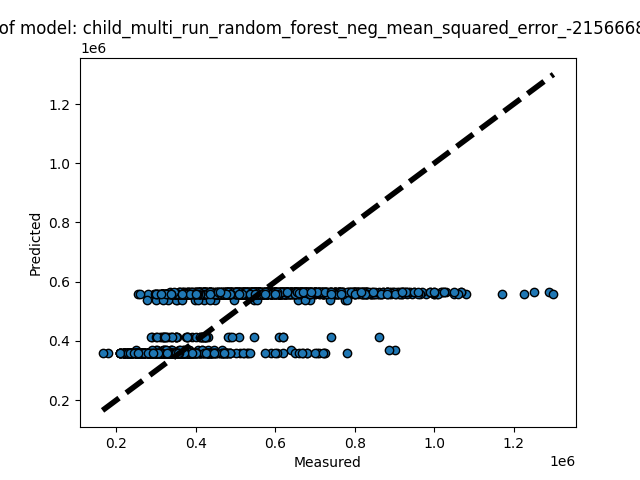 of model: child_multi_run_random_forest_neg_mean_squared_error_-2156668
1e6
1.2
1.0
0.8
0.6
0.4
0.2
Predicted
0.2 0.4 0.6 0.8 1.0 1.2
Measured
1e6